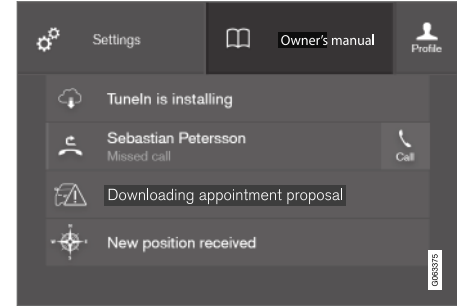 Settings
Owner's manual
Profile
TuneIn is installing
Sebastian Petersson
Missed call
Call
Downloading appointment proposal
New position received
G063375